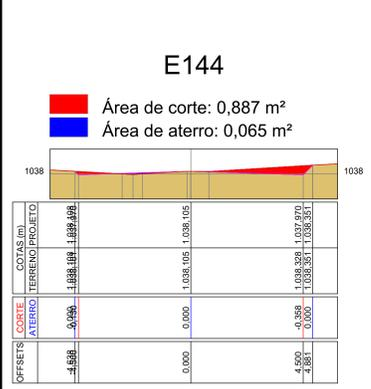 E144
Área de corte: 0,887 m²
Área de aterro: 0,065 m²
1038
1038
COTAS (m)
PROJETO
1.038,105
1.037,970
1.038,351
TERRENO
1.038,105
1.038,328
1.038,351
CORTE
ATERRO
0,000
0,000
-0,358
0,000
OFFSETS
0,000
4,500
4,881